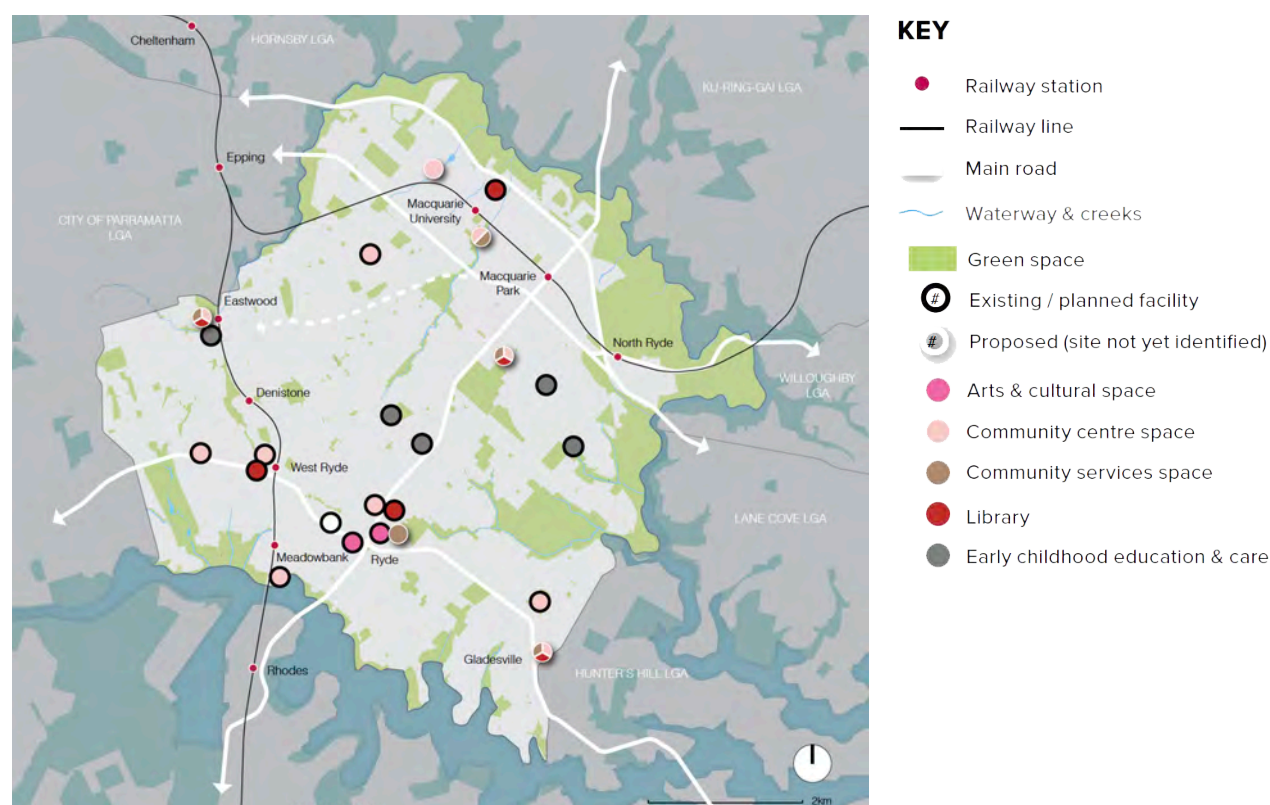 Cheltenham
HORNSBY LGA
KU-RING-GAI LGA
Epping
Macquarie
University
CITY OF PARRAMATTA
LGA
Macquarie
Park
Eastwood
North Ryde
WILLOUGHBY
LGA
Denistone
West Ryde
LANE COVE LGA
Meadowbank
Ryde
Gladesville
Rhodes
HUNTER'S HILL LGA
2km
KEY
Railway station
Railway line
Main road
Waterway & creeks
Green space
# Existing / planned facility
# Proposed (site not yet identified)
Arts & cultural space
Community centre space
Community services space
Library
Early childhood education & care